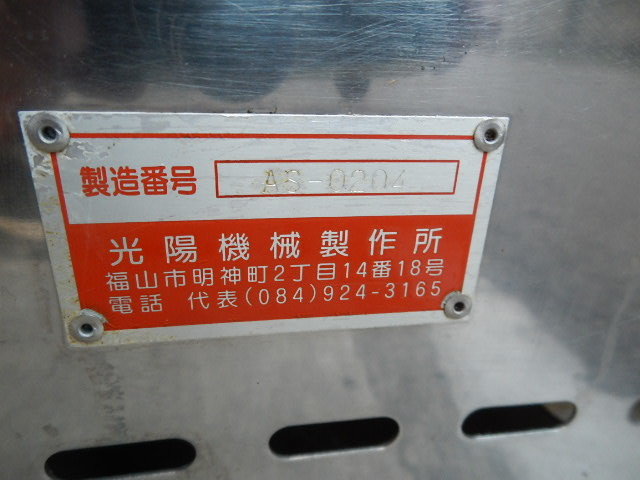 製造番号 AS-0204
光陽機械製作所
福山市明神町2丁目14番18号
電話 代表(084)924-3165